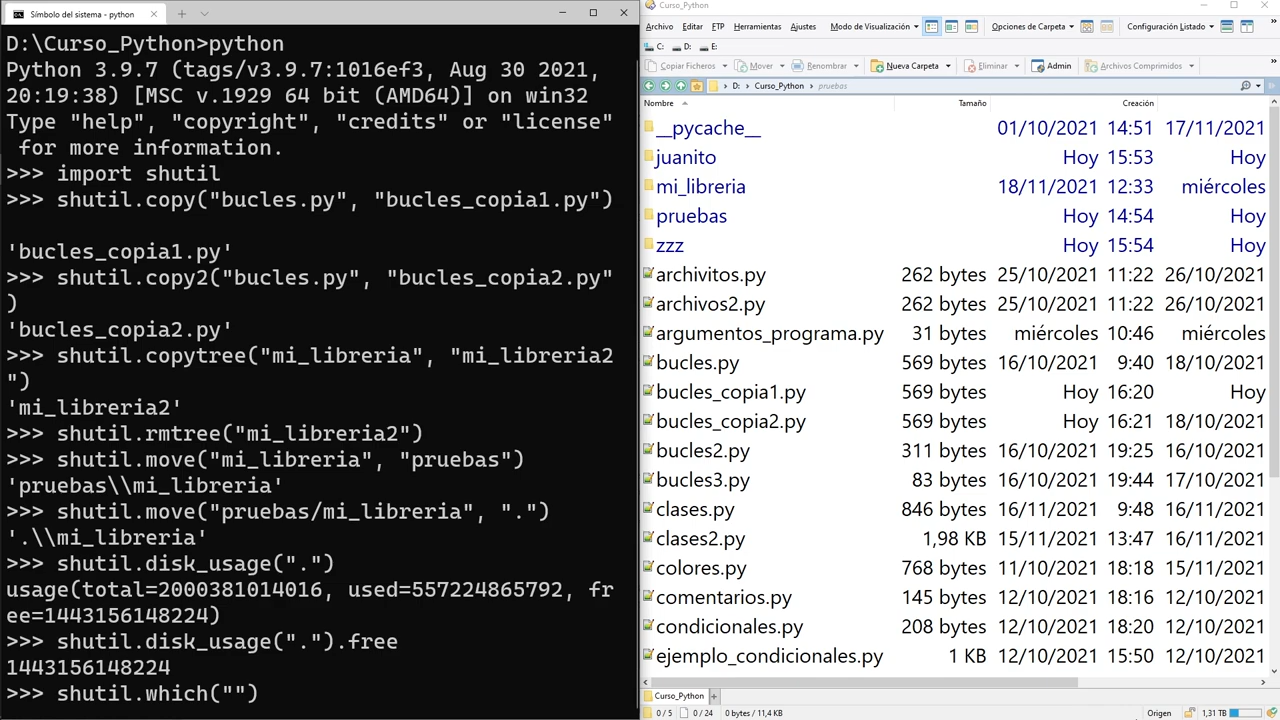 Símbolo del sistema - python
D:\Curso_Python>python
Python 3.9.7 (tags/v3.9.7:1016ef3, Aug 30 2021,
20:19:38) [MSC v.1929 64 bit (AMD64)] on win32
Type "help", "copyright", "credits" or "license"
for more information.
>>> import shutil
>>> shutil.copy("bucles.py", "bucles_copia1.py")
'bucles_copia1.py'
>>> shutil.copy2("bucles.py", "bucles_copia2.py"
)
'bucles_copia2.py'
>>> shutil.copytree("mi_libreria", "mi_libreria2
")
'mi_libreria2'
>>> shutil.rmtree("mi_libreria2")
>>> shutil.move("mi_libreria", "pruebas")
'pruebas\\mi_libreria'
>>> shutil.move("pruebas/mi_libreria", ".")
'.\\mi_libreria'
>>> shutil.disk_usage(".")
usage(total=2000381014016, used=557224865792, fr
ee=1443156148224)
>>> shutil.disk_usage(".").free
1443156148224
>>> shutil.which("")
Curso_Python
Archivo Editar FTP Herramientas Ajustes Modo de Visualización Opciones de Carpeta Configuración Listado
C: D: E:
Copiar Ficheros Mover Renombrar Nueva Carpeta Eliminar Admin Archivos Comprimidos
D: Curso_Python pruebas
Nombre Tamaño Creación
__pycache__ 01/10/2021 14:51 17/11/2021
juanito Hoy 15:53 Hoy
mi_libreria 18/11/2021 12:33 miércoles
pruebas Hoy 14:54 Hoy
zzz Hoy 15:54 Hoy
archivitos.py 262 bytes 25/10/2021 11:22 26/10/2021
archivos2.py 262 bytes 25/10/2021 11:22 26/10/2021
argumentos_programa.py 31 bytes miércoles 10:46 miércoles
bucles.py 569 bytes 16/10/2021 9:40 18/10/2021
bucles_copia1.py 569 bytes Hoy 16:20 Hoy
bucles_copia2.py 569 bytes Hoy 16:21 18/10/2021
bucles2.py 311 bytes 16/10/2021 19:25 16/10/2021
bucles3.py 83 bytes 16/10/2021 19:44 17/10/2021
clases.py 846 bytes 16/11/2021 9:48 16/11/2021
clases2.py 1,98 KB 15/11/2021 13:47 16/11/2021
colores.py 768 bytes 11/10/2021 18:18 15/11/2021
comentarios.py 145 bytes 12/10/2021 18:16 12/10/2021
condicionales.py 208 bytes 12/10/2021 18:20 12/10/2021
ejemplo_condicionales.py 1 KB 12/10/2021 15:50 12/10/2021
Curso_Python
0 / 5 0 / 24 0 bytes / 11,4 KB Origen 1,31 TB